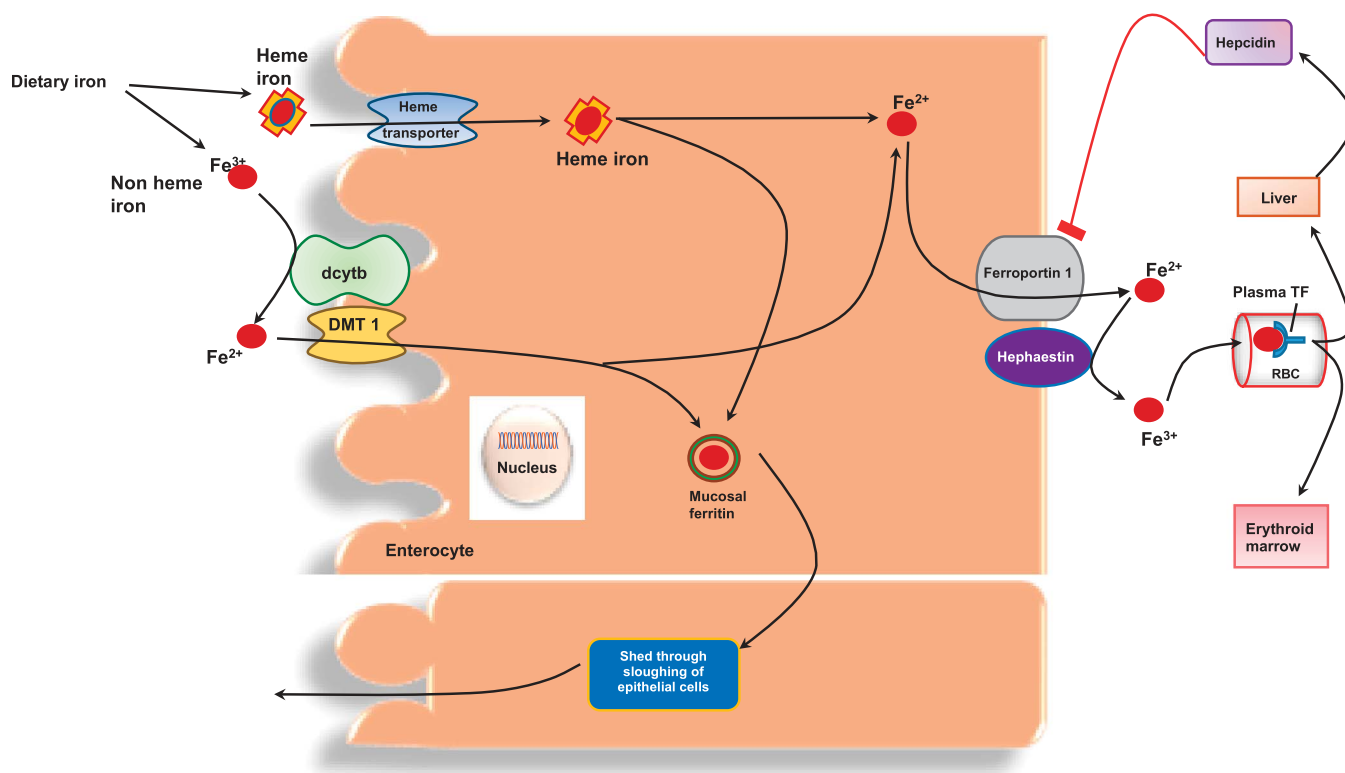 Dietary iron
Heme
iron
Heme
transporter
Heme iron
Fe²⁺
Hepcidin
Fe³⁺
Non heme
iron
Liver
dcytb
Ferroportin 1
Fe²⁺
Plasma TF
DMT 1
Fe²⁺
Hephaestin
RBC
Fe³⁺
Nucleus
Mucosal
ferritin
Enterocyte
Erythroid
marrow
Shed through
sloughing of
epithelial cells